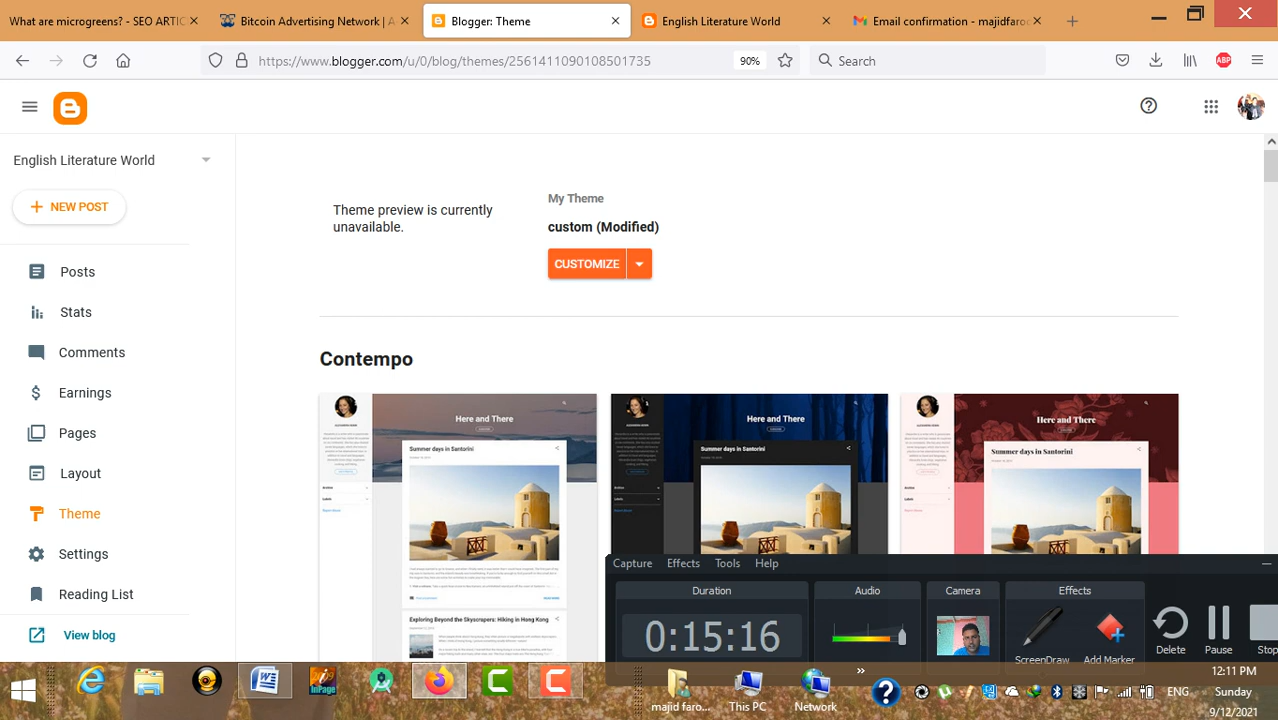 What are microgreens? - SEO ARTIC
Bitcoin Advertising Network | A
Blogger: Theme
English Literature World
Email confirmation - majidfaroo
https://www.blogger.com/u/0/blog/themes/2561411090108501735
90%
Search
ABP
English Literature World
NEW POST
Posts
Stats
Comments
Earnings
Pages
Layout
Theme
Settings
Reading List
View blog
Theme preview is currently
unavailable.
My Theme
custom (Modified)
CUSTOMIZE
Contempo
Here and There
Summer days in Santorini
Exploring Beyond the Skyscrapers: Hiking in Hong Kong
Here and There
Summer days in Santorini
Here and There
Summer days in Santorini
Capture Effects Tools Help
Duration
Audio
Camera
Effects
0:15:16
ScreenDraw
Add Marker
Delete
Pause
Stop
InPage
majid faro...
This PC
Network
ENG
12:11 PM
Sunday
9/12/2021